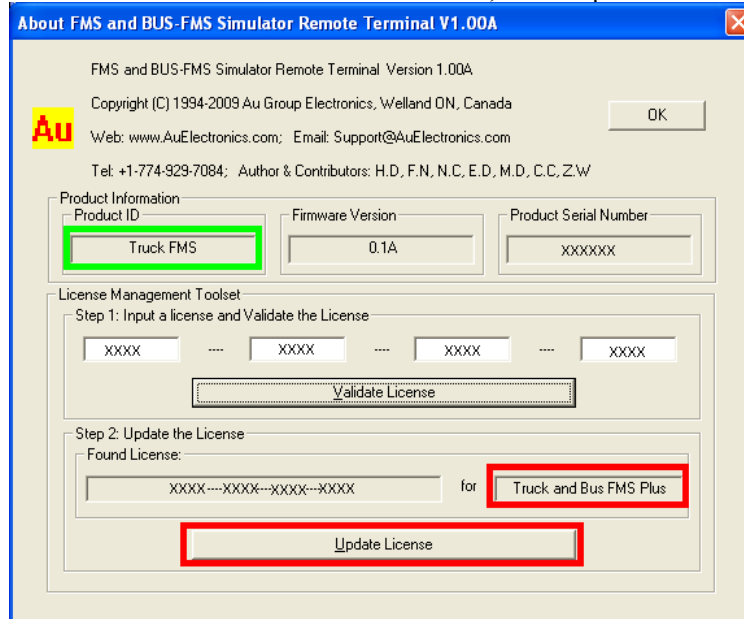 About FMS and BUS-FMS Simulator Remote Terminal V1.00A
FMS and BUS-FMS Simulator Remote Terminal Version 1.00A
Copyright (C) 1994-2009 Au Group Electronics, Welland ON, Canada
OK
Au
Web: www.AuElectronics.com; Email: Support@AuElectronics.com
Tel: +1-774-929-7084; Author & Contributors: H.D, F.N, N.C, E.D, M.D, C.C, Z.W
Product Information
Product ID
Firmware Version
Product Serial Number
Truck FMS
0.1A
XXXXXX
License Management Toolset
Step 1: Input a license and Validate the License
XXXX ---- XXXX ---- XXXX ---- XXXX
Validate License
Step 2: Update the License
Found License:
XXXX----XXXX---XXXX---XXXX for Truck and Bus FMS Plus
Update License